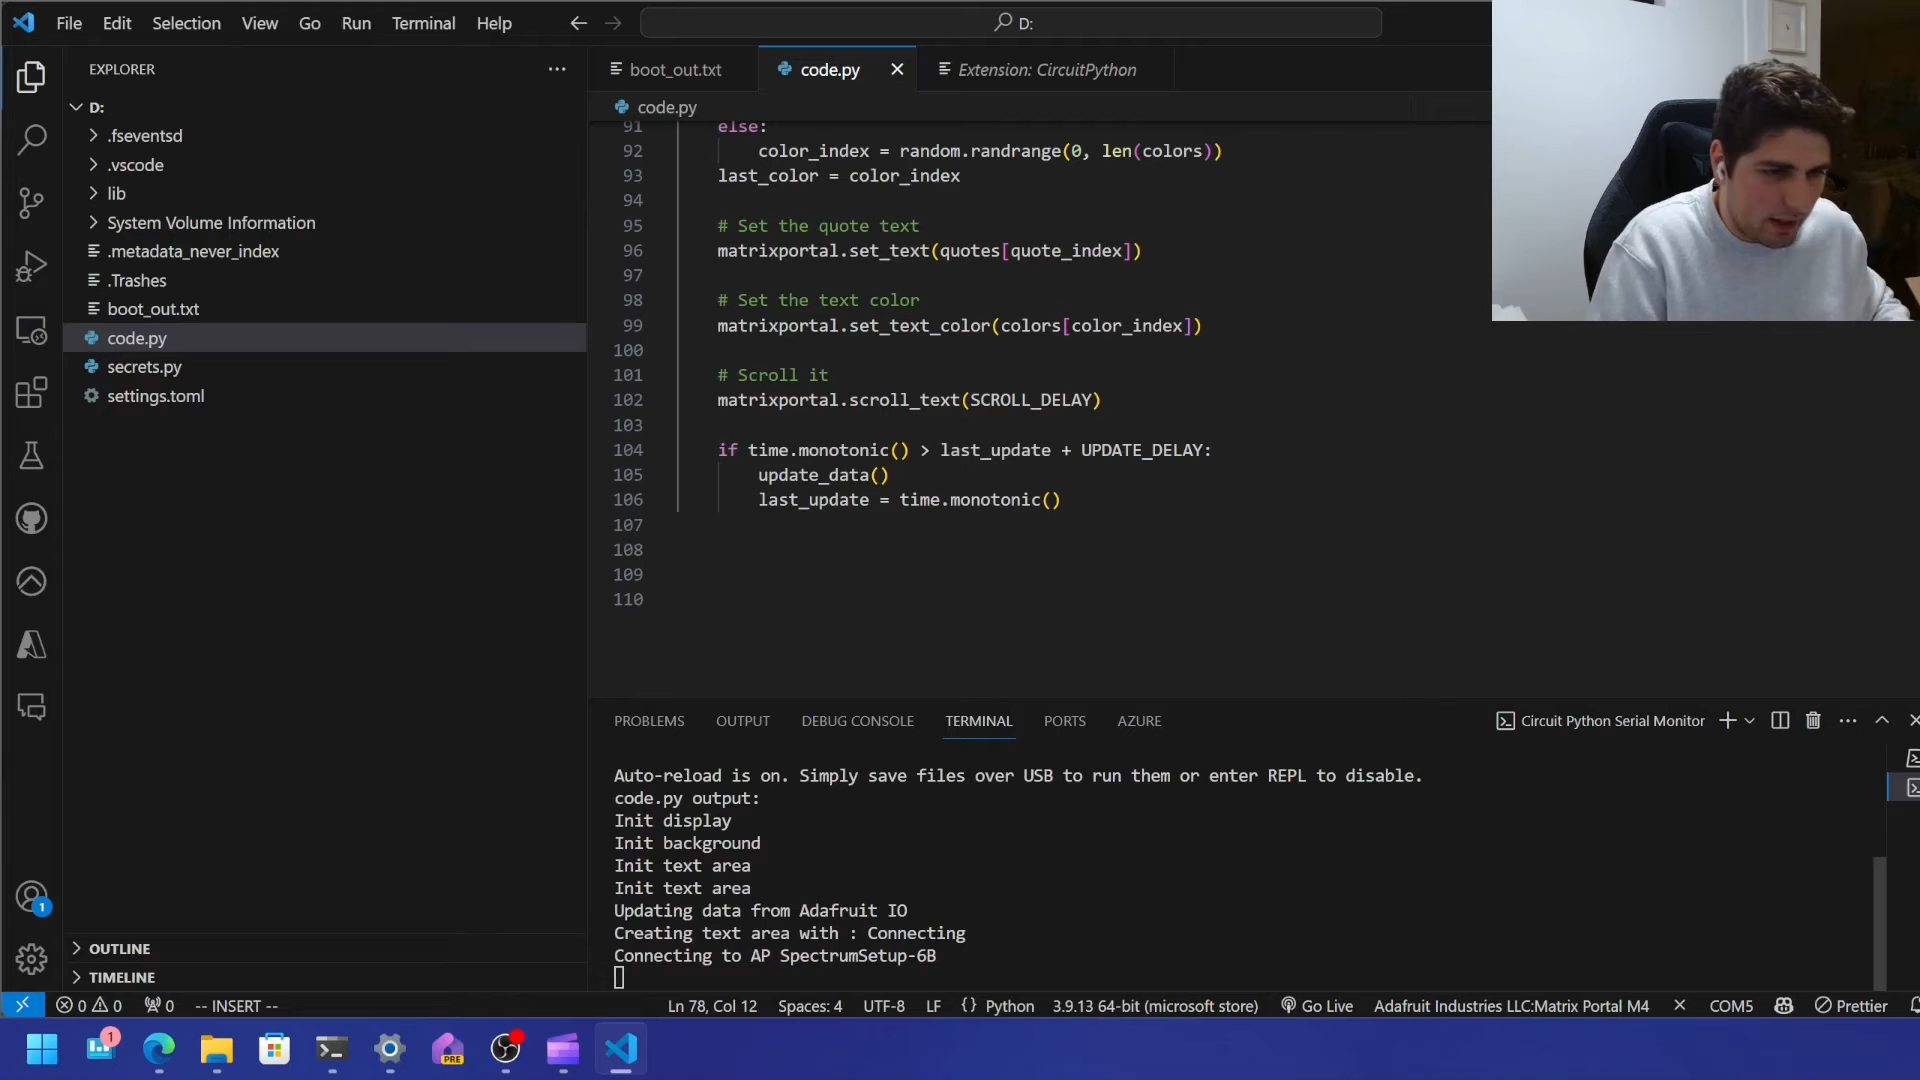 File Edit Selection View Go Run Terminal Help
D:
EXPLORER
D:
.fseventsd
.vscode
lib
System Volume Information
.metadata_never_index
.Trashes
boot_out.txt
code.py
secrets.py
settings.toml
OUTLINE
TIMELINE
boot_out.txt code.py Extension: CircuitPython
code.py
91 else:
92 color_index = random.randrange(0, len(colors))
93 last_color = color_index
94
95 # Set the quote text
96 matrixportal.set_text(quotes[quote_index])
97
98 # Set the text color
99 matrixportal.set_text_color(colors[color_index])
100
101 # Scroll it
102 matrixportal.scroll_text(SCROLL_DELAY)
103
104 if time.monotonic() > last_update + UPDATE_DELAY:
105 update_data()
106 last_update = time.monotonic()
107
108
109
110
PROBLEMS OUTPUT DEBUG CONSOLE TERMINAL PORTS AZURE
Circuit Python Serial Monitor
Auto-reload is on. Simply save files over USB to run them or enter REPL to disable.
code.py output:
Init display
Init background
Init text area
Init text area
Updating data from Adafruit IO
Creating text area with : Connecting
Connecting to AP SpectrumSetup-6B
1
0 0 0 -- INSERT -- Ln 78, Col 12 Spaces: 4 UTF-8 LF {} Python 3.9.13 64-bit (microsoft store) Go Live Adafruit Industries LLC:Matrix Portal M4 COM5 Prettier
1
PRE